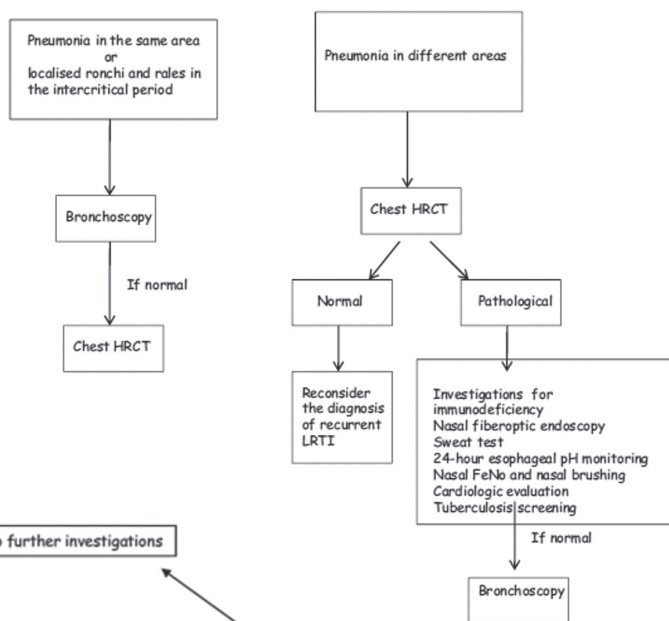 Pneumonia in the same area
or
localised ronchi and rales in
the intercritical period
Pneumonia in different areas
Bronchoscopy
Chest HRCT
If normal
Normal
Pathological
Chest HRCT
Reconsider
the diagnosis
of recurrent
LRTI
Investigations for
immunodeficiency
Nasal fiberoptic endoscopy
Sweat test
24-hour esophageal pH monitoring
Nasal FeNo and nasal brushing
Cardiologic evaluation
Tuberculosis screening
further investigations
If normal
Bronchoscopy